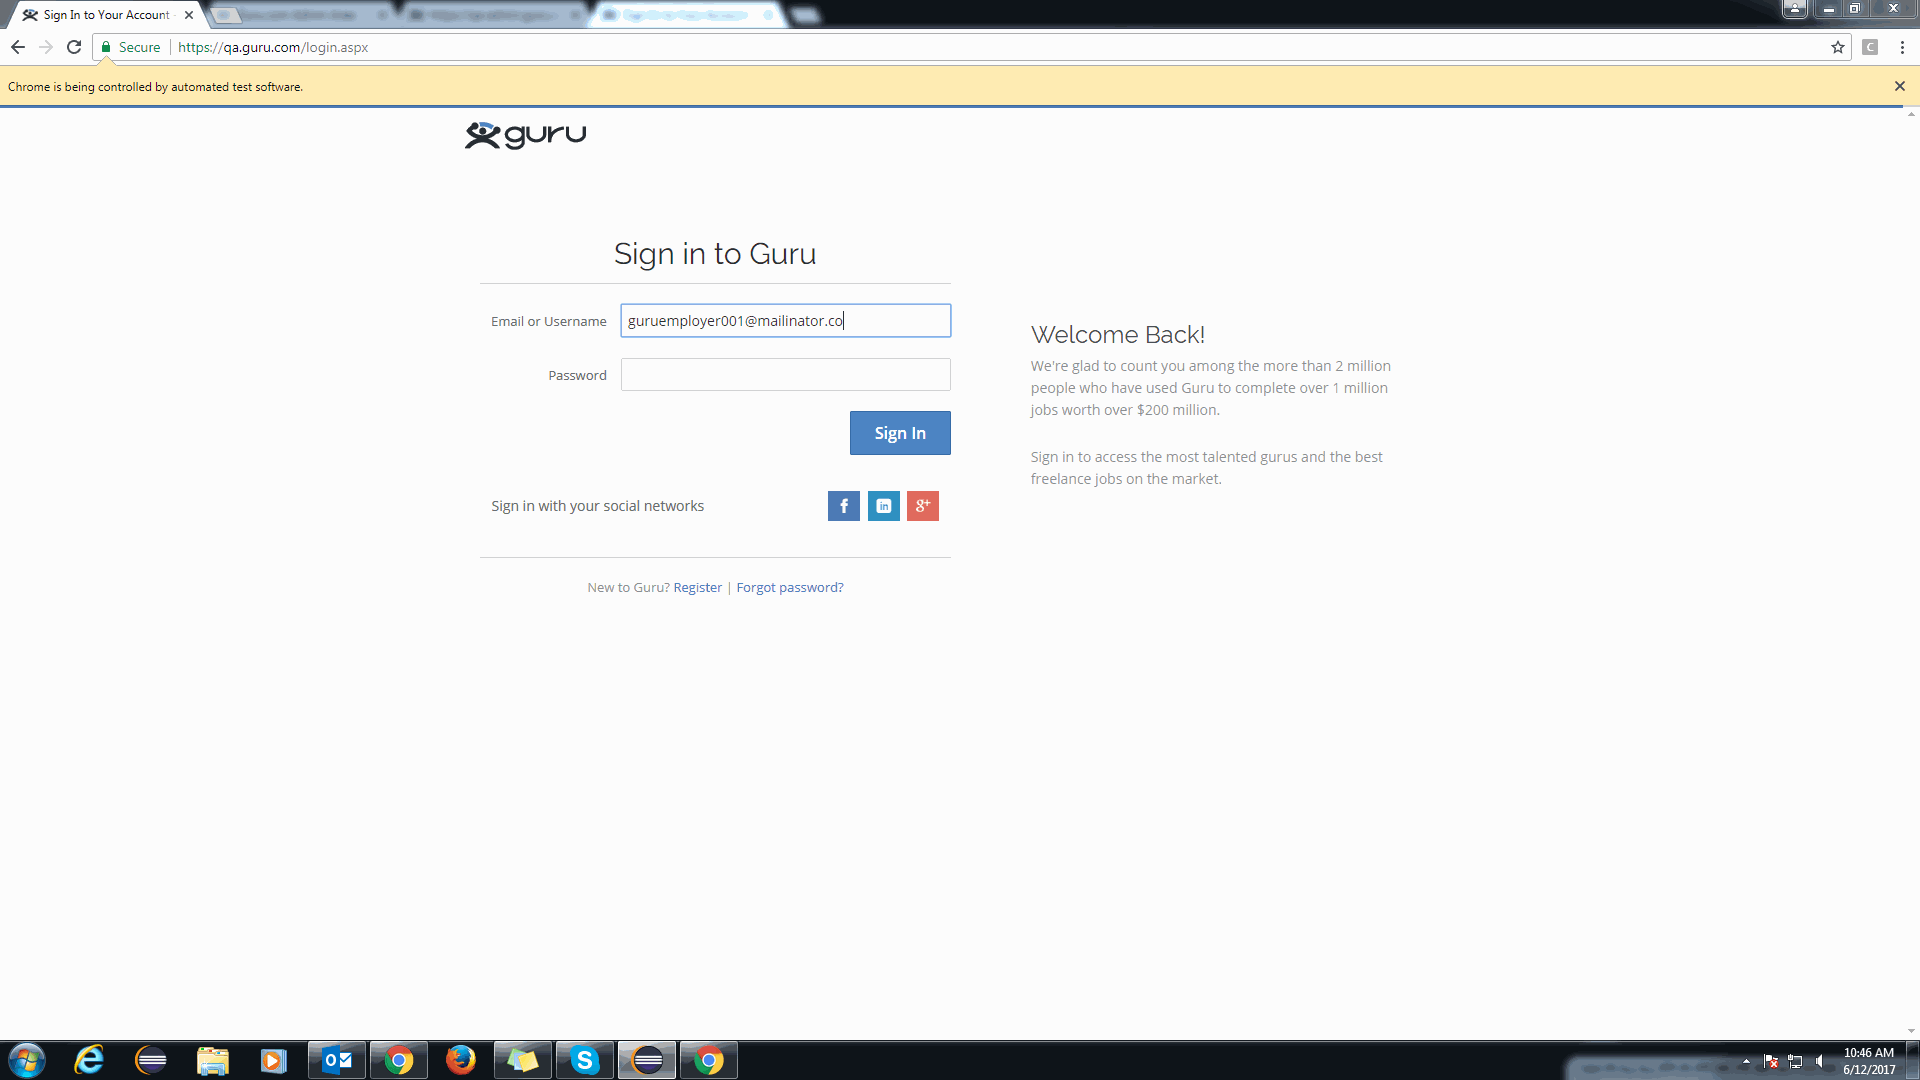 Sign In to Your Account
Secure
https://qa.guru.com/login.aspx
C
Chrome is being controlled by automated test software.
guru
Sign in to Guru
Email or Username
guruemployer001@mailinator.co
Password
Sign In
Sign in with your social networks
f
in
g+
New to Guru? Register | Forgot password?
Welcome Back!
We're glad to count you among the more than 2 million
people who have used Guru to complete over 1 million
jobs worth over $200 million.
Sign in to access the most talented gurus and the best
freelance jobs on the market.
10:46 AM
6/12/2017